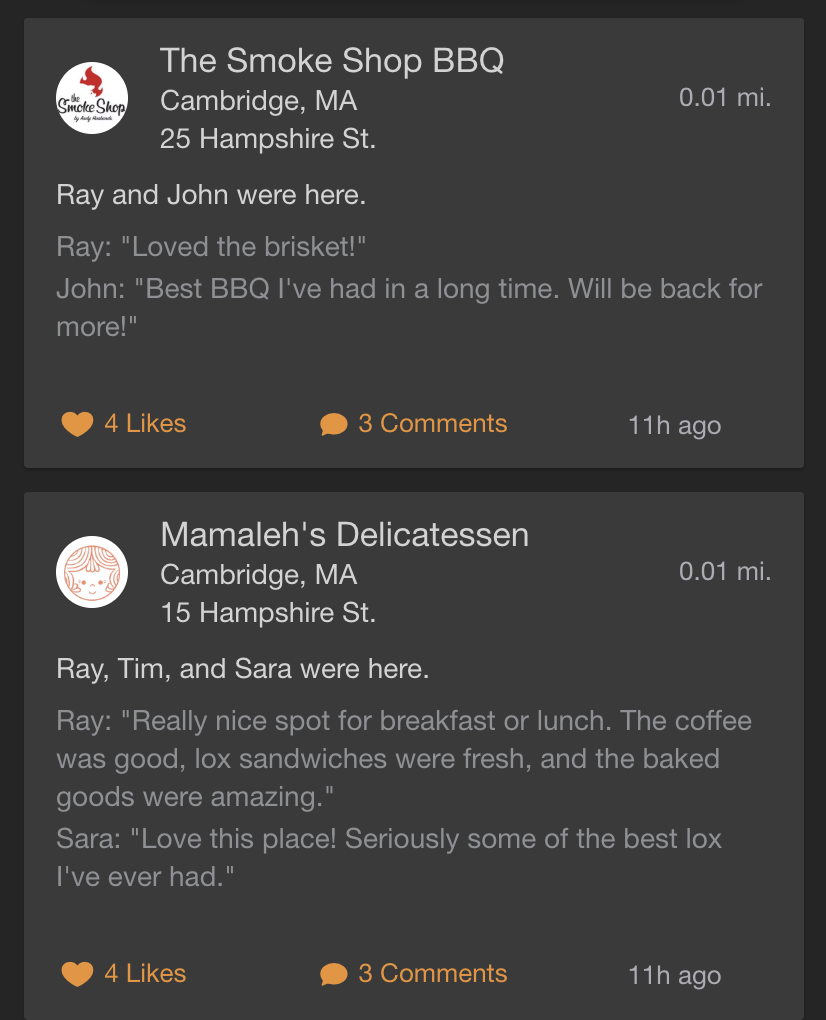 The Smoke Shop BBQ
the
Smoke Shop
Cambridge, MA
0.01 mi.
25 Hampshire St.
Ray and John were here.
Ray: "Loved the brisket!"
John: "Best BBQ I've had in a long time. Will be back for
more!"
4 Likes
3 Comments
11h ago
Mamaleh's Delicatessen
Cambridge, MA
0.01 mi.
15 Hampshire St.
Ray, Tim, and Sara were here.
Ray: "Really nice spot for breakfast or lunch. The coffee
was good, lox sandwiches were fresh, and the baked
goods were amazing."
Sara: "Love this place! Seriously some of the best lox
I've ever had."
4 Likes
3 Comments
11h ago